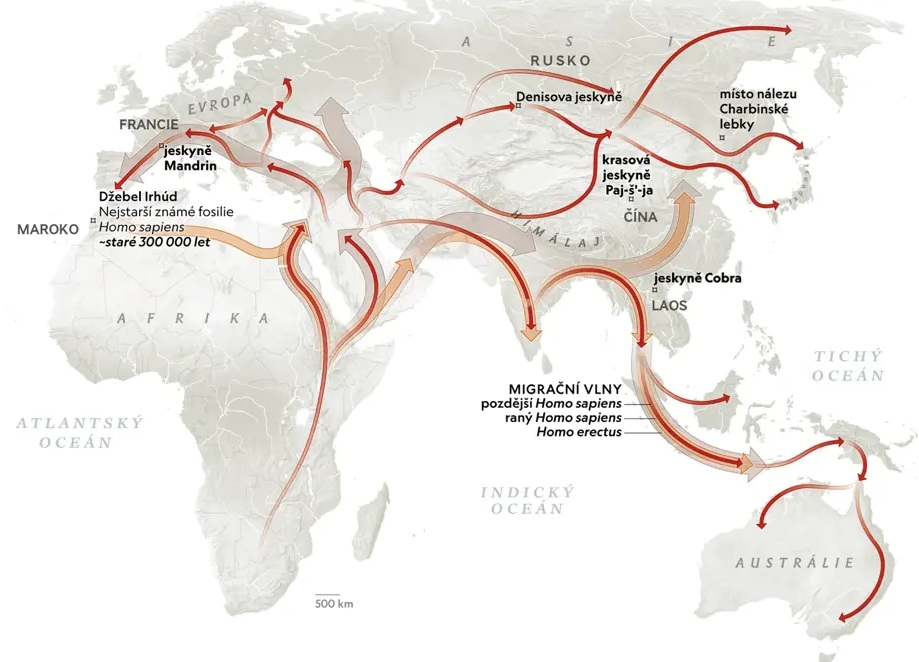 A S I E
RUSKO
EVROPA
Denisova jeskyně
místo nálezu
Charbinské
lebky
FRANCIE
jeskyně
Mandrin
krasová
jeskyně
Paj-š'-ja
ČÍNA
HIMÁLAJ
Džebel Irhúd
Nejstarší známé fosilie
Homo sapiens
~staré 300 000 let
MAROKO
jeskyně Cobra
LAOS
AFRIKA
TICHÝ
OCEÁN
MIGRAČNÍ VLNY
pozdější Homo sapiens
raný Homo sapiens
Homo erectus
ATLANTSKÝ
OCEÁN
INDICKÝ
OCEÁN
AUSTRÁLIE
500 km